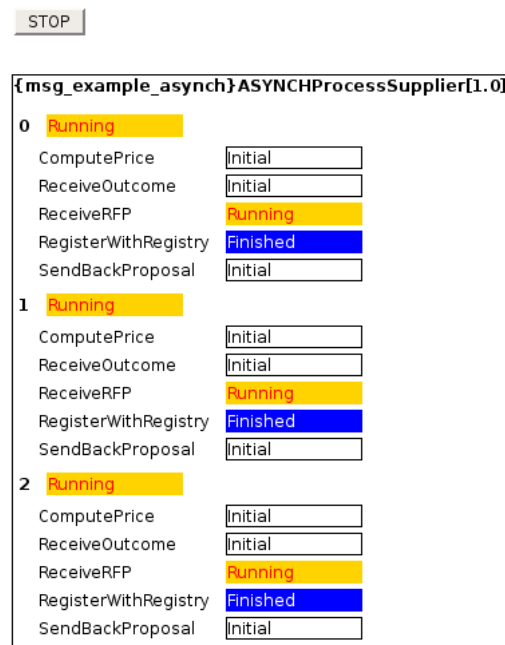 STOP
{msg_example_asynch}ASYNCHProcessSupplier[1.0]
0 Running
ComputePrice Initial
ReceiveOutcome Initial
ReceiveRFP Running
RegisterWithRegistry Finished
SendBackProposal Initial
1 Running
ComputePrice Initial
ReceiveOutcome Initial
ReceiveRFP Running
RegisterWithRegistry Finished
SendBackProposal Initial
2 Running
ComputePrice Initial
ReceiveOutcome Initial
ReceiveRFP Running
RegisterWithRegistry Finished
SendBackProposal Initial